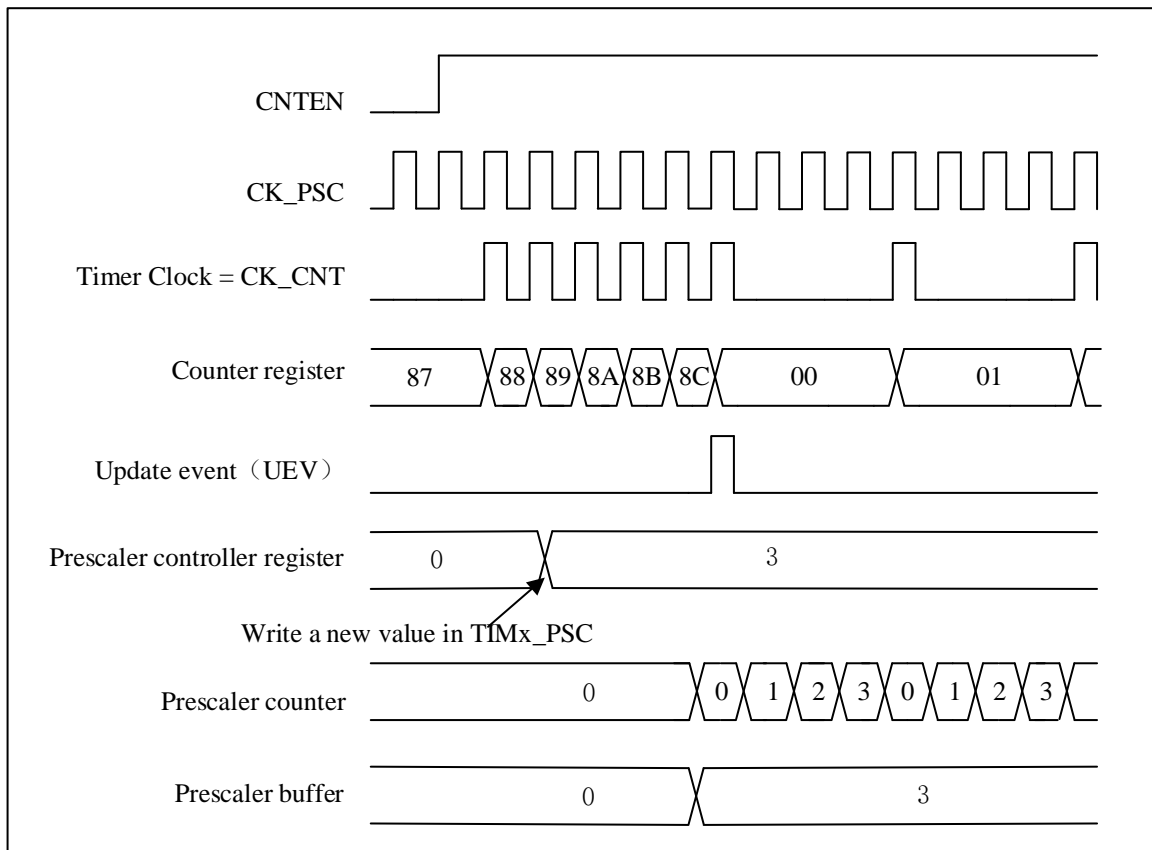 CNTEN
CK_PSC
Timer Clock = CK_CNT
Counter register 87 88 89 8A 8B 8C 00 01
Update event（UEV）
Prescaler controller register 0 3
Write a new value in TIMx_PSC
Prescaler counter 0 0 1 2 3 0 1 2 3
Prescaler buffer 0 3